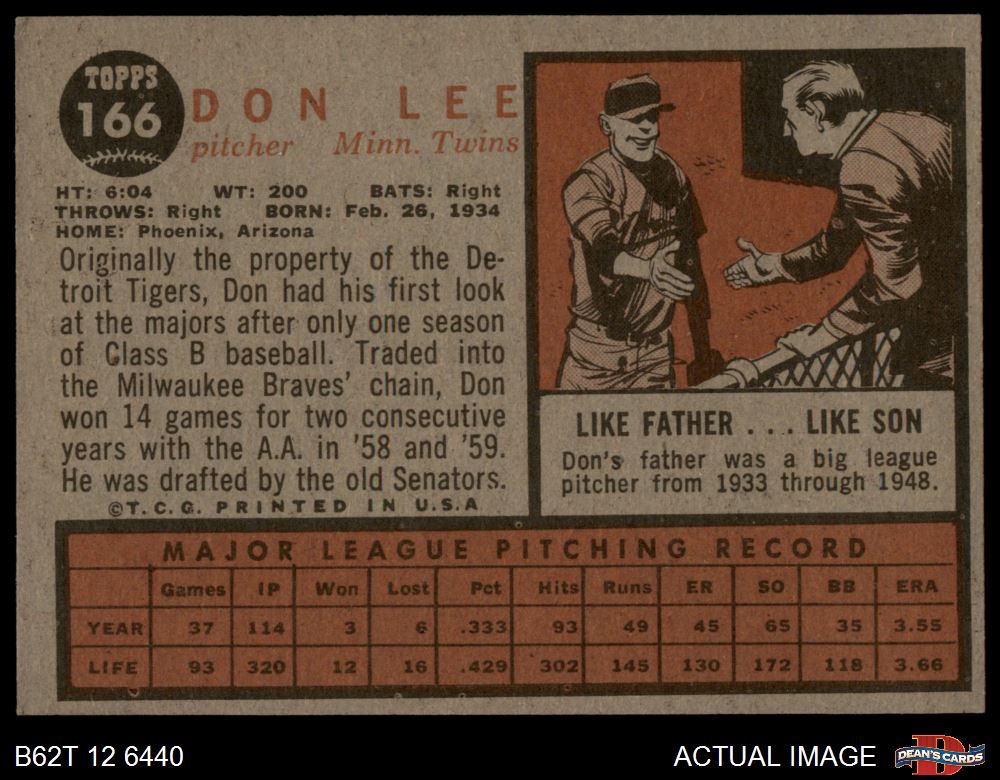 TOPPS
166
DON LEE
pitcher Minn. Twins
HT: 6:04 WT: 200 BATS: Right
THROWS: Right BORN: Feb. 26, 1934
HOME: Phoenix, Arizona
Originally the property of the De-
troit Tigers, Don had his first look
at the majors after only one season
of Class B baseball. Traded into
the Milwaukee Braves' chain, Don
won 14 games for two consecutive
years with the A.A. in '58 and '59.
He was drafted by the old Senators.
©T.C.G. PRINTED IN U.S.A
LIKE FATHER . . . LIKE SON
Don's father was a big league
pitcher from 1933 through 1948.
MAJOR LEAGUE PITCHING RECORD
Games IP Won Lost Pct Hits Runs ER SO BB ERA
YEAR 37 114 3 6 .333 93 49 45 65 35 3.55
LIFE 93 320 12 16 .429 302 145 130 172 118 3.66
B62T 12 6440
ACTUAL IMAGE
DEAN'S CARDS